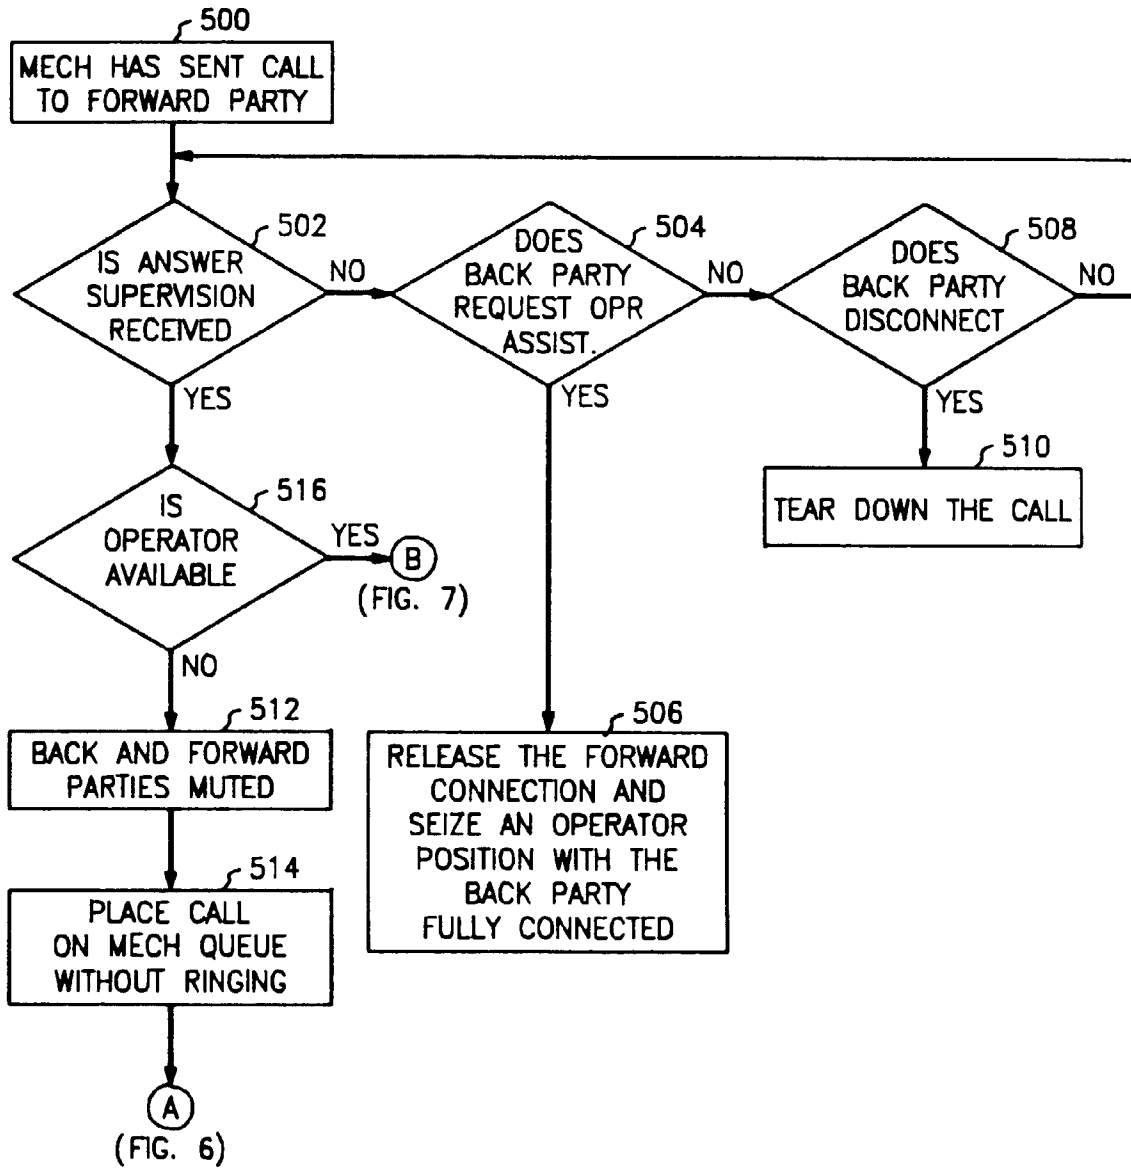 500
MECH HAS SENT CALL
TO FORWARD PARTY
502
IS ANSWER
SUPERVISION
RECEIVED
NO
YES
504
DOES
BACK PARTY
REQUEST OPR
ASSIST.
NO
YES
508
DOES
BACK PARTY
DISCONNECT
NO
YES
510
TEAR DOWN THE CALL
516
IS
OPERATOR
AVAILABLE
YES
B
(FIG. 7)
NO
512
BACK AND FORWARD
PARTIES MUTED
506
RELEASE THE FORWARD
CONNECTION AND
SEIZE AN OPERATOR
POSITION WITH THE
BACK PARTY
FULLY CONNECTED
514
PLACE CALL
ON MECH QUEUE
WITHOUT RINGING
A
(FIG. 6)